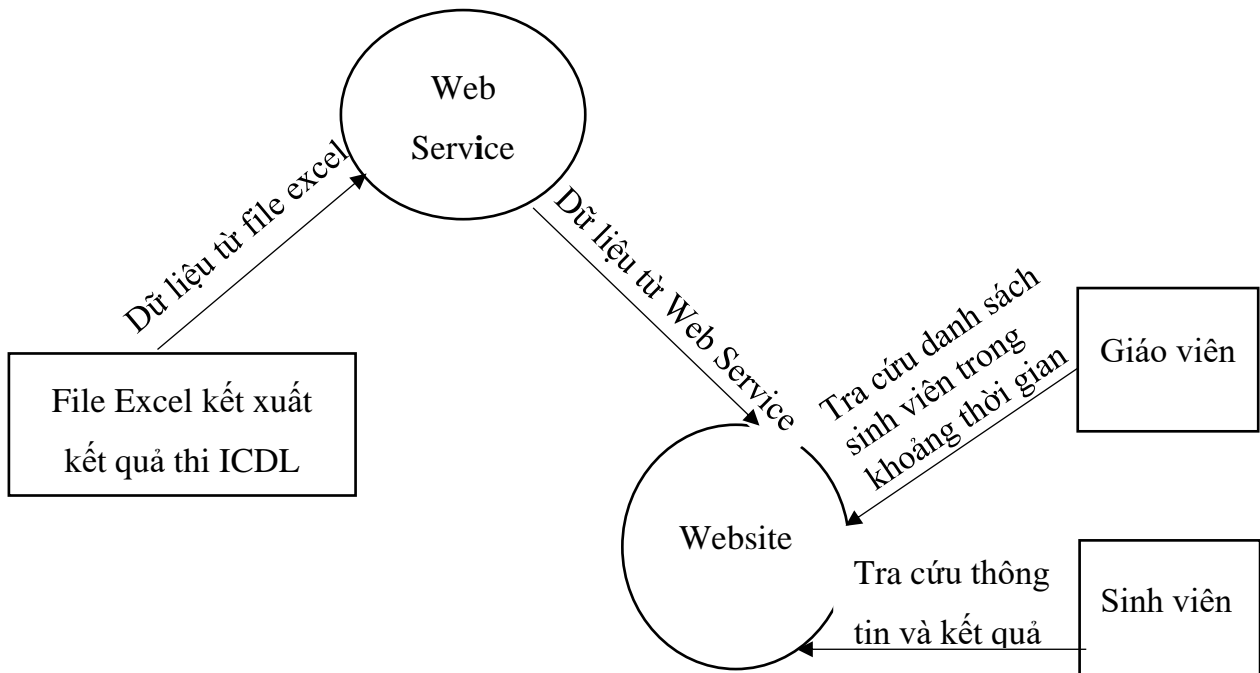 Web
Service
Dữ liệu từ file excel
Dữ liệu từ Web Service
File Excel kết xuất
kết quả thi ICDL
Tra cứu danh sách
sinh viên trong
khoảng thời gian
Giáo viên
Website
Tra cứu thông
tin và kết quả
Sinh viên